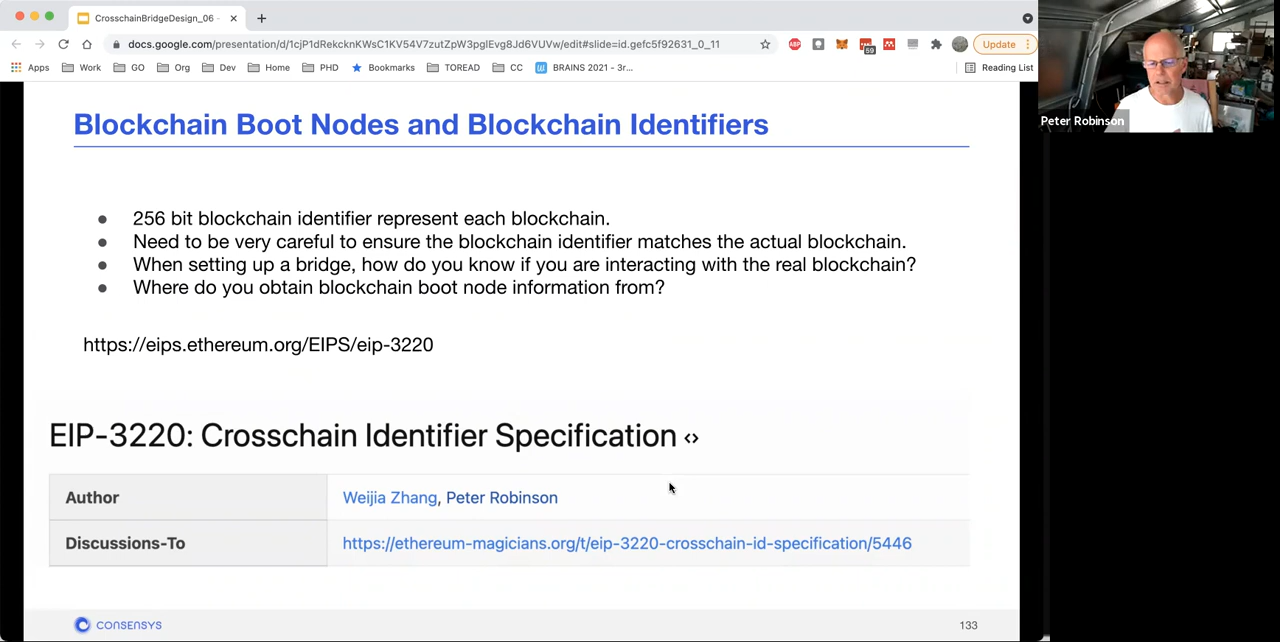 CrosschainBridgeDesign_06 -
docs.google.com/presentation/d/1cjP1dRekcknKWsC1KV54V7zutZpW3pglEvg8Jd6VUVw/edit#slide=id.gefc5f92631_0_11
59
Update
Apps Work GO Org Dev Home PHD Bookmarks TOREAD CC BRAINS 2021 - 3r... Reading List
Peter Robinson
Blockchain Boot Nodes and Blockchain Identifiers
● 256 bit blockchain identifier represent each blockchain.
● Need to be very careful to ensure the blockchain identifier matches the actual blockchain.
● When setting up a bridge, how do you know if you are interacting with the real blockchain?
● Where do you obtain blockchain boot node information from?
https://eips.ethereum.org/EIPS/eip-3220
EIP-3220: Crosschain Identifier Specification <>
Author Weijia Zhang, Peter Robinson
Discussions-To https://ethereum-magicians.org/t/eip-3220-crosschain-id-specification/5446
CONSENSYS 133